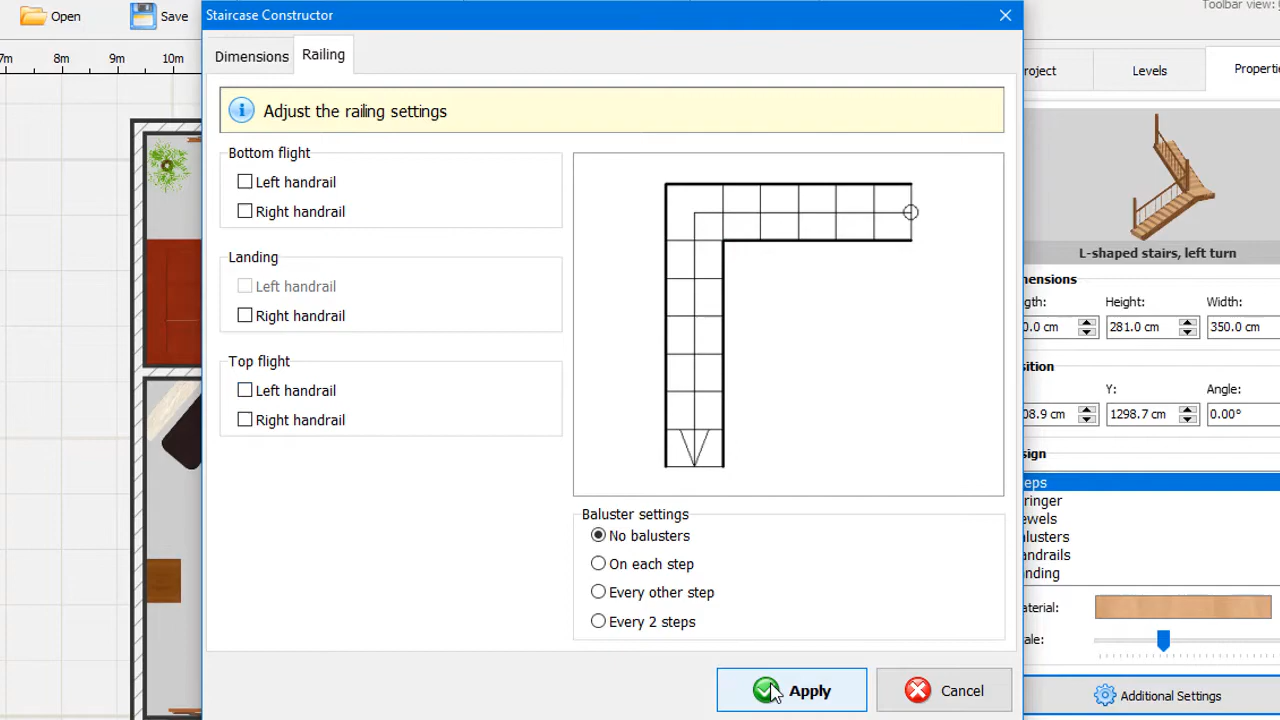 Toolbar view:
Open
Save
Staircase Constructor
7m 8m 9m 10m
Dimensions
Railing
roject
Levels
Properti
Adjust the railing settings
Bottom flight
Left handrail
Right handrail
Landing
Left handrail
Right handrail
Top flight
Left handrail
Right handrail
L-shaped stairs, left turn
mensions
gth: Height: Width:
0.0 cm 281.0 cm 350.0 cm
sition
Y: Angle:
08.9 cm 1298.7 cm 0.00°
sign
eps
ringer
ewels
alusters
andrails
nding
Baluster settings
No balusters
On each step
Every other step
Every 2 steps
aterial:
ale:
Apply
Cancel
Additional Settings